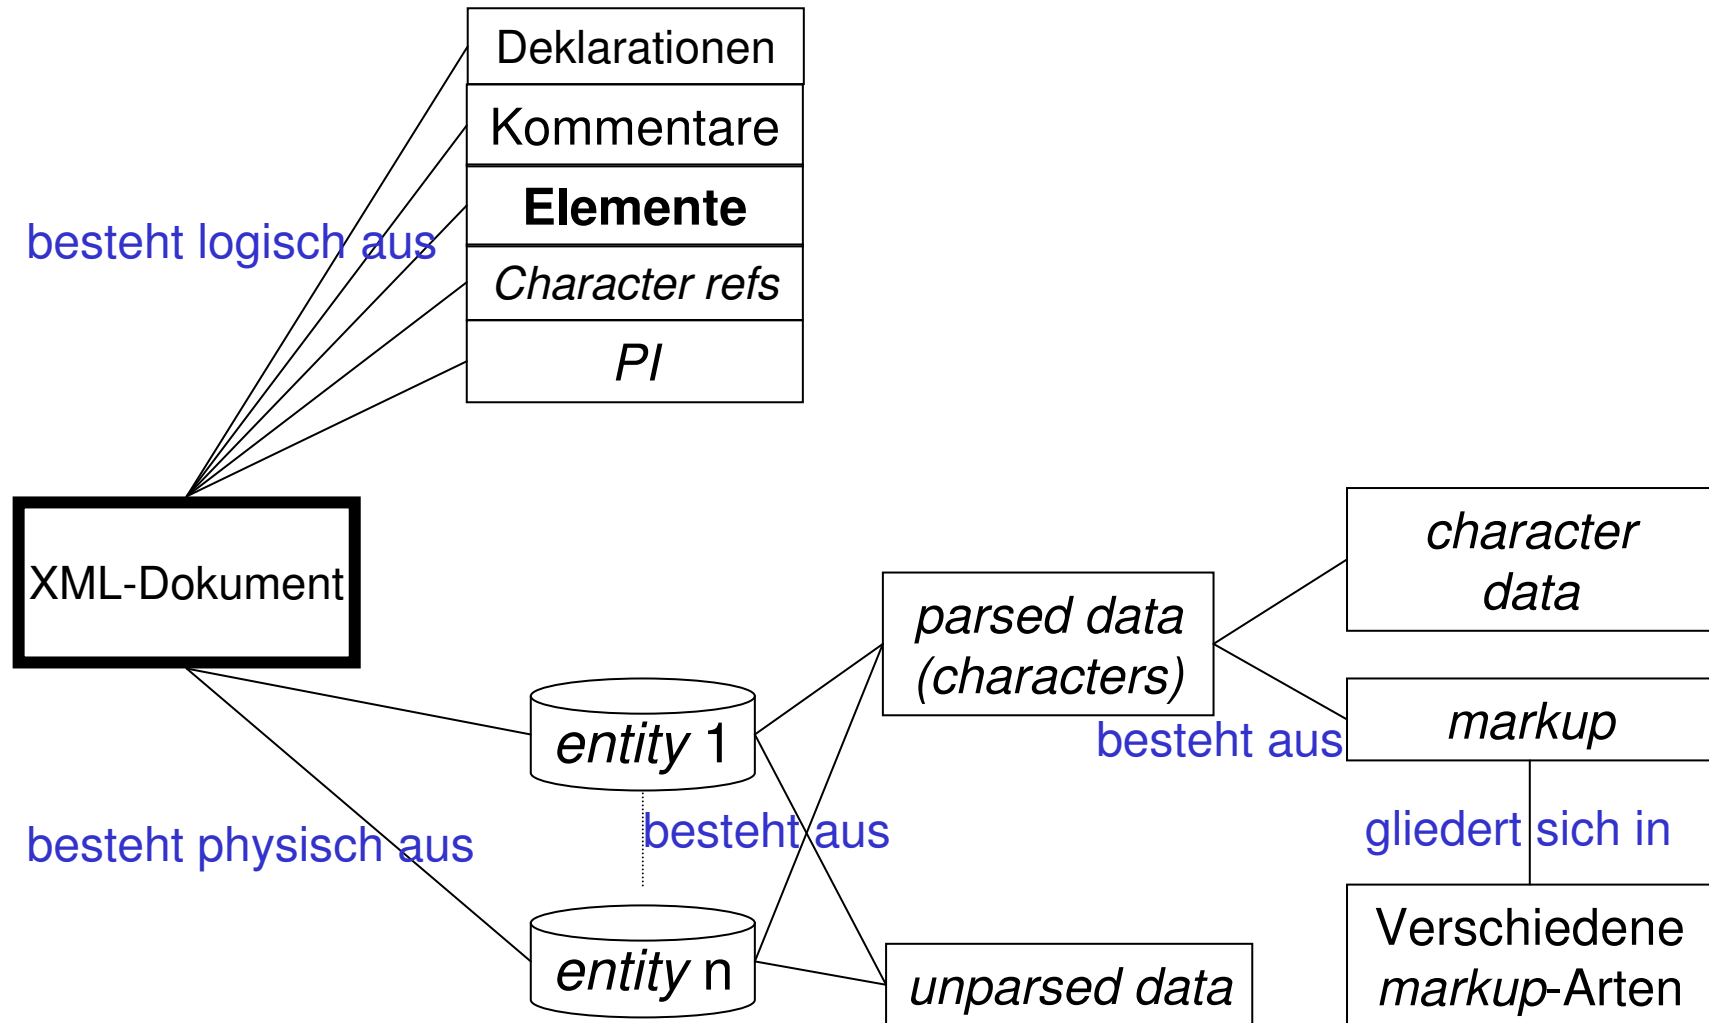 Deklarationen
Kommentare
Elemente
besteht logisch aus
Character refs
PI
XML-Dokument
character
data
parsed data
(characters)
markup
besteht aus
entity 1
besteht physisch aus
besteht aus
gliedert sich in
entity n
unparsed data
Verschiedene
markup-Arten